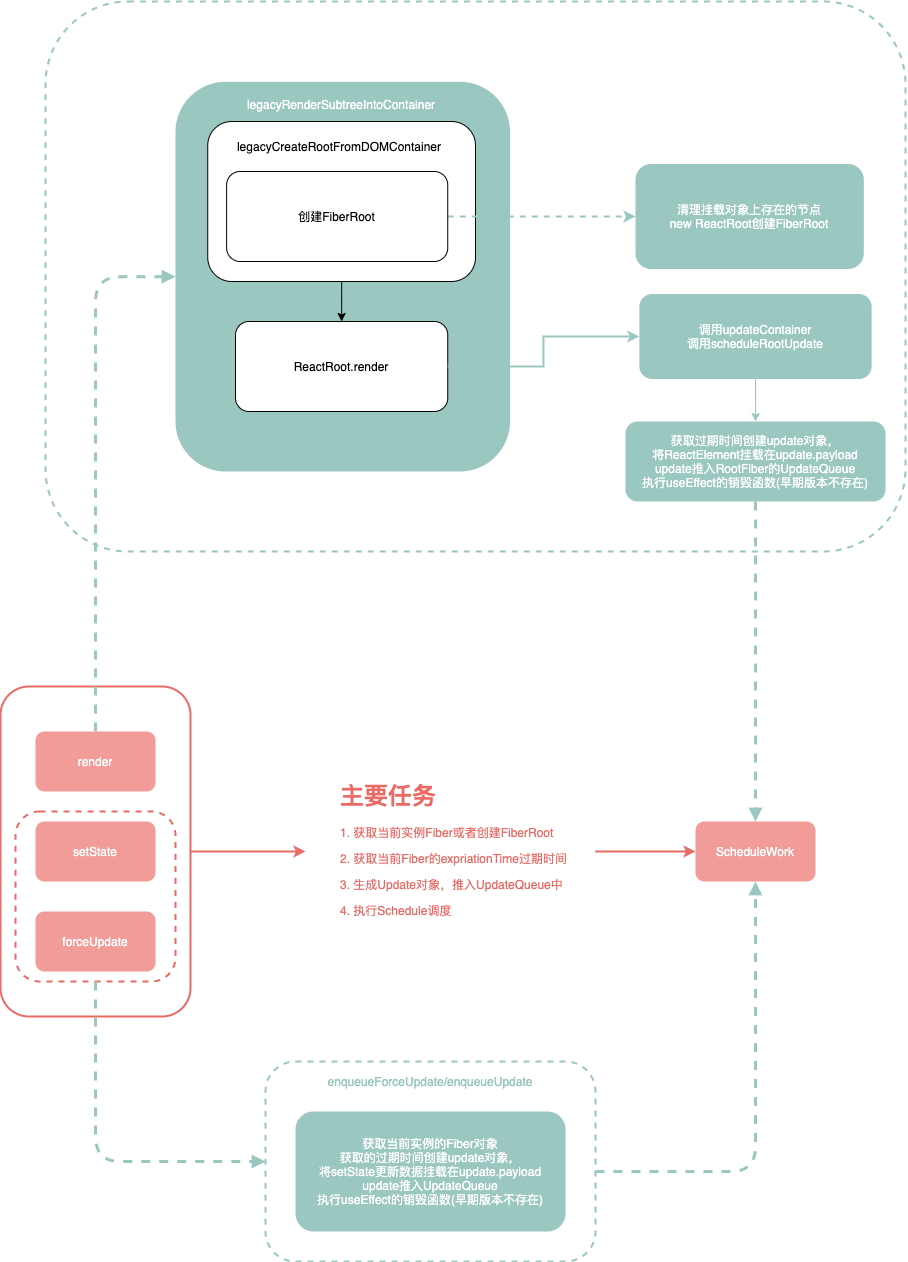 legacyRenderSubtreeIntoContainer
legacyCreateRootFromDOMContainer
创建FiberRoot
清理挂载对象上存在的节点
new ReactRoot创建FiberRoot
ReactRoot.render
调用updateContainer
调用scheduleRootUpdate
获取过期时间创建update对象，
将ReactElement挂载在update.payload
update推入RootFiber的UpdateQueue
执行useEffect的销毁函数(早期版本不存在)
render
setState
forceUpdate
主要任务
1. 获取当前实例Fiber或者创建FiberRoot
2. 获取当前Fiber的expriationTime过期时间
3. 生成Update对象，推入UpdateQueue中
4. 执行Schedule调度
ScheduleWork
enqueueForceUpdate/enqueueUpdate
获取当前实例的Fiber对象
获取的过期时间创建update对象，
将setState更新数据挂载在update.payload
update推入UpdateQueue
执行useEffect的销毁函数(早期版本不存在)